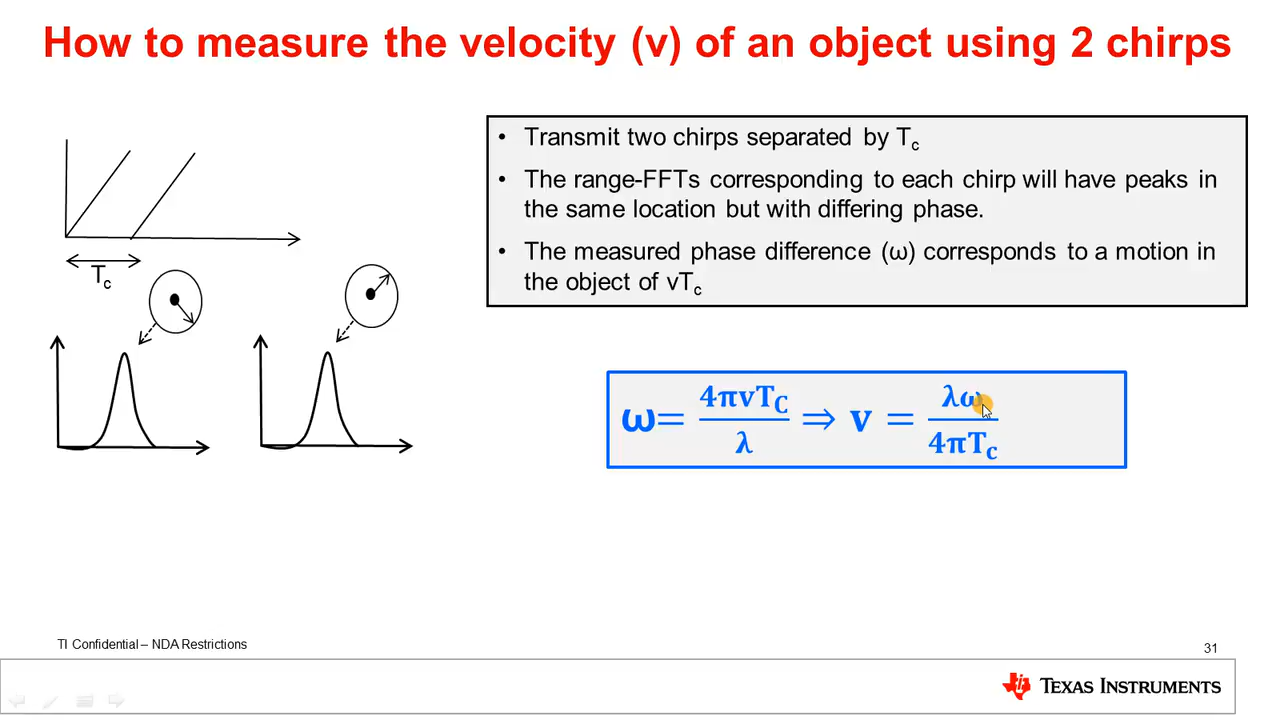 How to measure the velocity (v) of an object using 2 chirps
• Transmit two chirps separated by Tc
• The range-FFTs corresponding to each chirp will have peaks in
the same location but with differing phase.
• The measured phase difference (ω) corresponds to a motion in
the object of vTc
Tc
ω= 4πvTC/λ ⇒ v = λω/4πTc
TI Confidential – NDA Restrictions
31
TEXAS INSTRUMENTS